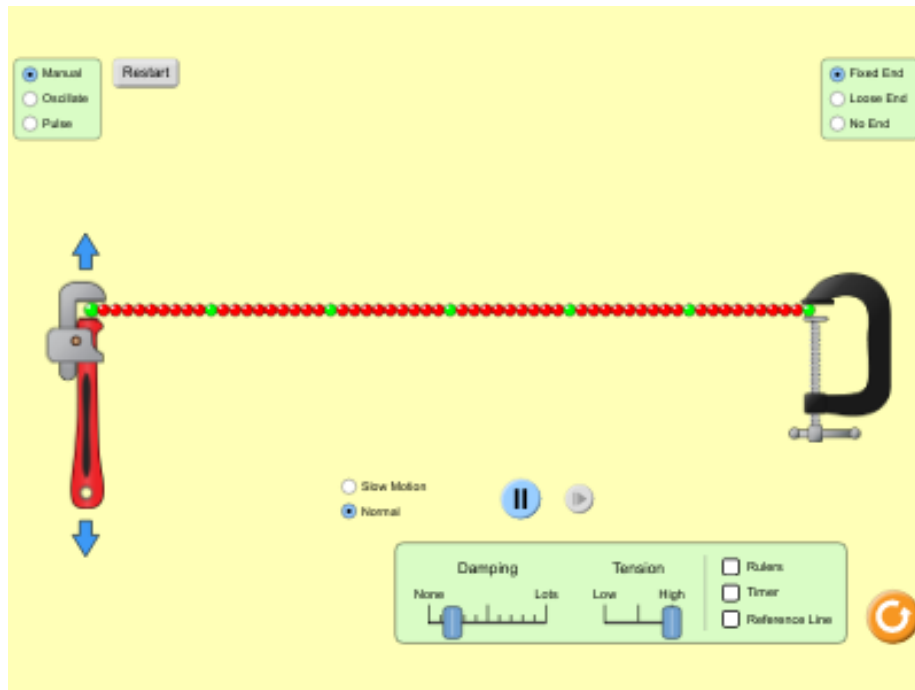 Manual
Oscillate
Pulse
Restart
Fixed End
Loose End
No End
Slow Motion
Normal
Damping
None
Lots
Tension
Low
High
Rulers
Timer
Reference Line